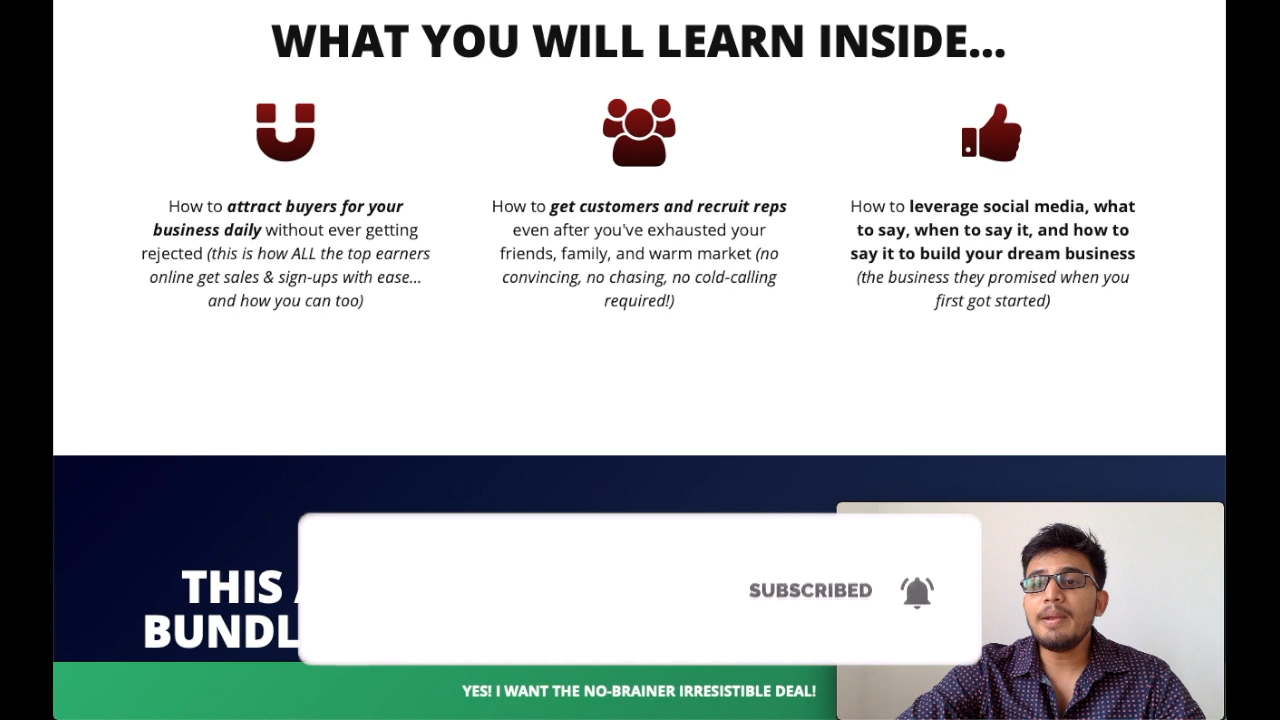 WHAT YOU WILL LEARN INSIDE...
How to attract buyers for your
business daily without ever getting
rejected (this is how ALL the top earners
online get sales & sign-ups with ease...
and how you can too)
How to get customers and recruit reps
even after you've exhausted your
friends, family, and warm market (no
convincing, no chasing, no cold-calling
required!)
How to leverage social media, what
to say, when to say it, and how to
say it to build your dream business
(the business they promised when you
first got started)
THIS
SUBSCRIBED
YES! I WANT THE NO-BRAINER IRRESISTIBLE DEAL!